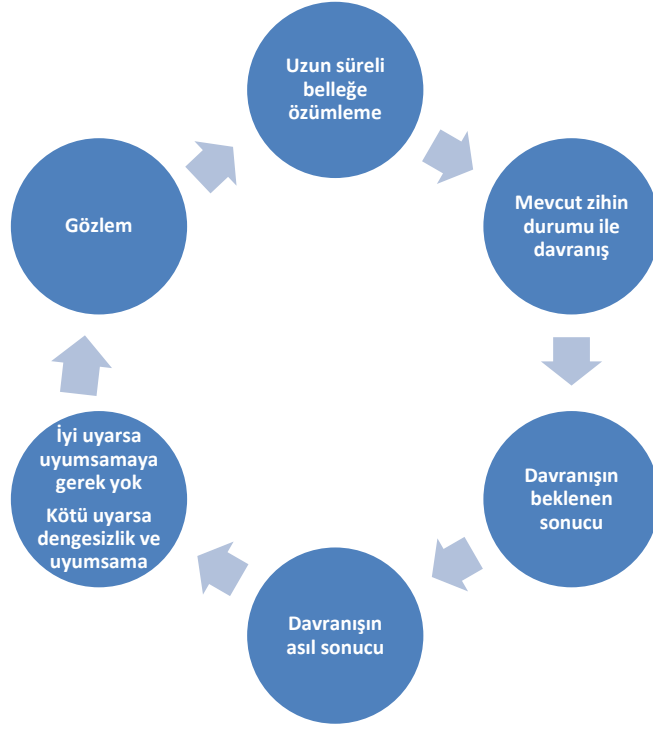 Uzun süreli
belleğe
özümleme
Mevcut zihin
durumu ile
davranış
Davranışın
beklenen
sonucu
Davranışın
asıl sonucu
İyi uyarsa
uyumsamaya
gerek yok
Kötü uyarsa
dengesizlik ve
uyumsama
Gözlem